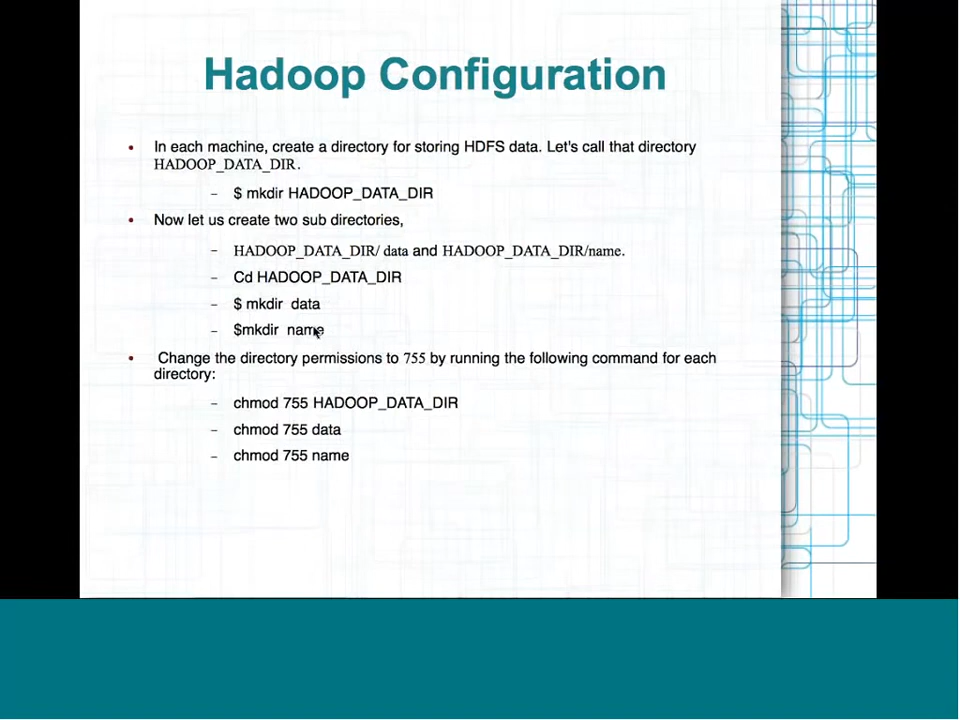 Hadoop Configuration
• In each machine, create a directory for storing HDFS data. Let's call that directory
HADOOP_DATA_DIR.
– $ mkdir HADOOP_DATA_DIR
• Now let us create two sub directories,
– HADOOP_DATA_DIR/ data and HADOOP_DATA_DIR/name.
– Cd HADOOP_DATA_DIR
– $ mkdir data
– $mkdir name
• Change the directory permissions to 755 by running the following command for each
directory:
– chmod 755 HADOOP_DATA_DIR
– chmod 755 data
– chmod 755 name